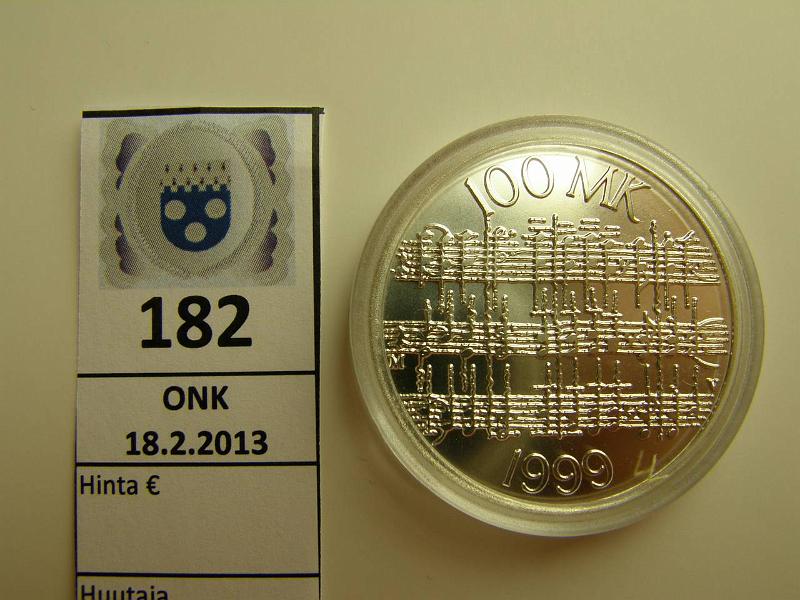 182
ONK
18.2.2013
Hinta €
Huutaja
100 MK
M
1999